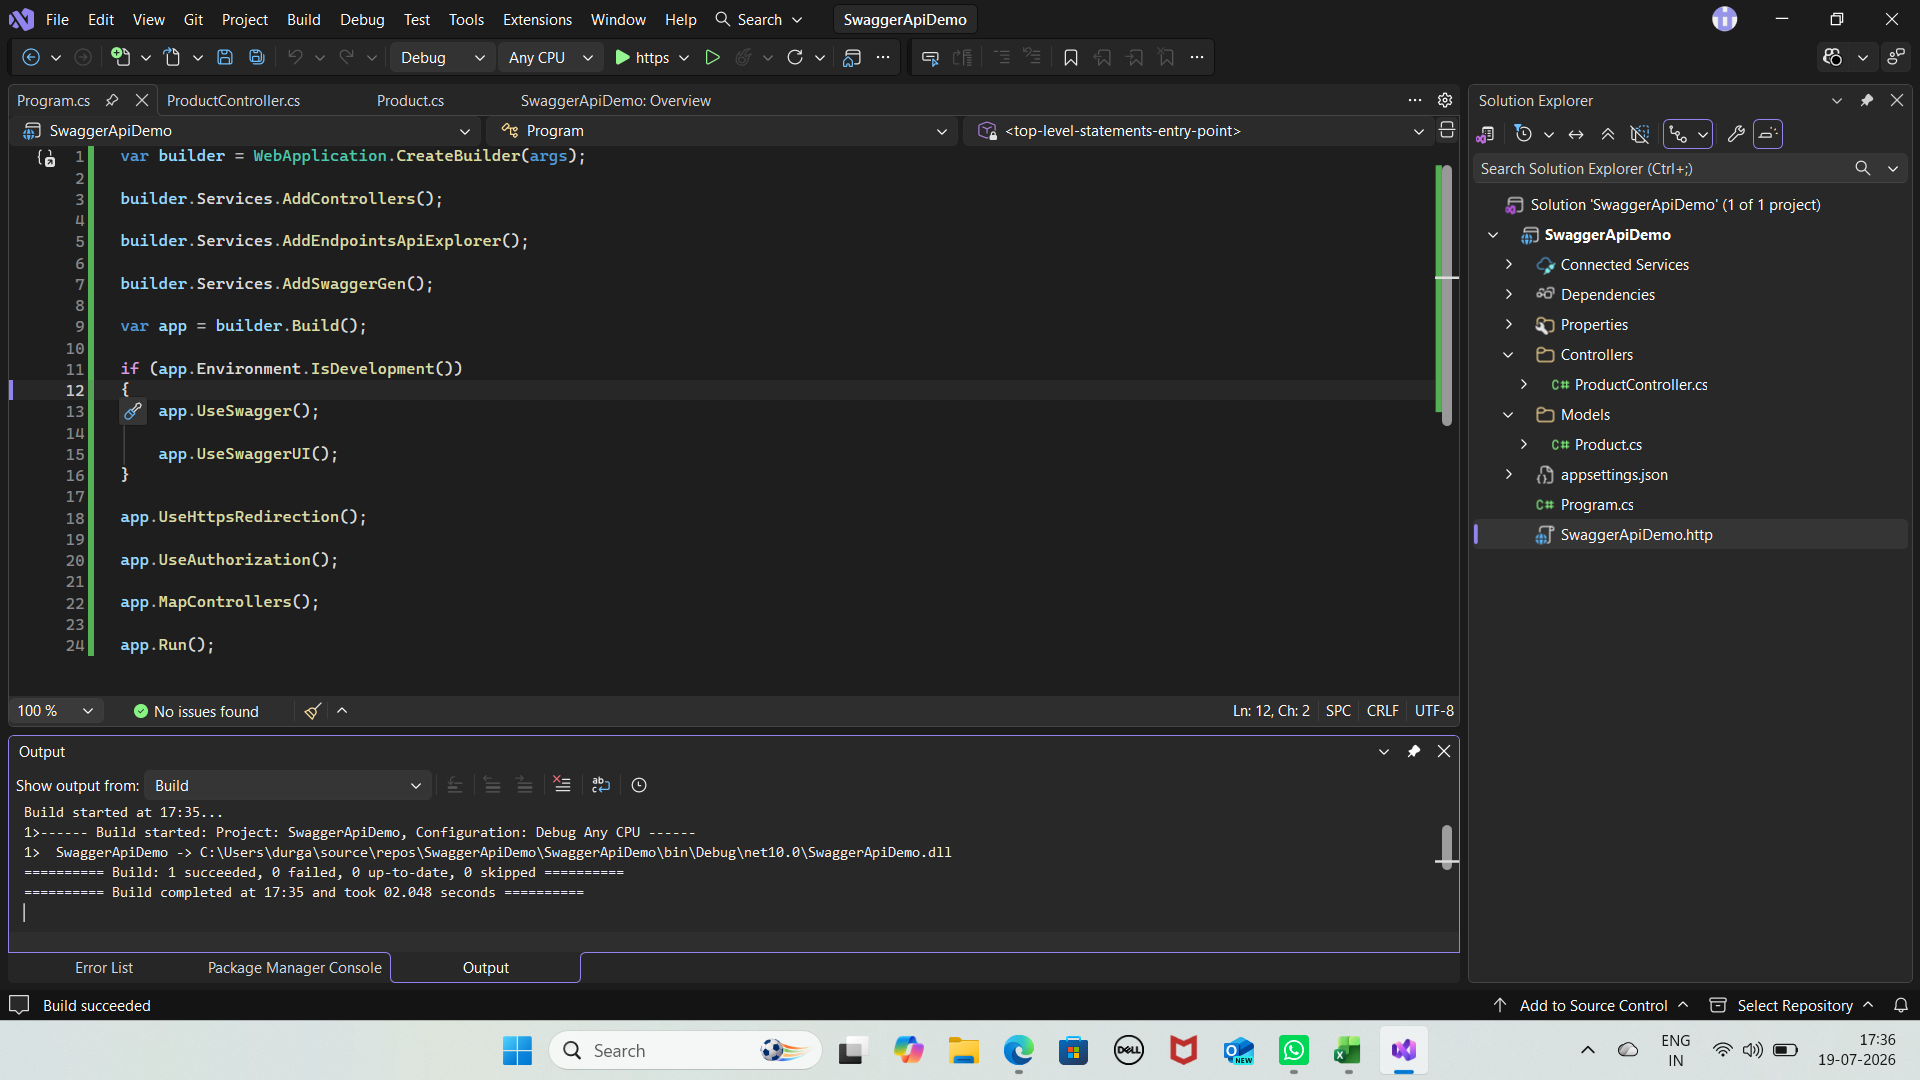 File Edit View Git Project Build Debug Test Tools Extensions Window Help Search SwaggerApiDemo
Debug Any CPU https
Program.cs ProductController.cs Product.cs SwaggerApiDemo: Overview
SwaggerApiDemo Program <top-level-statements-entry-point>
1 var builder = WebApplication.CreateBuilder(args);
2
3 builder.Services.AddControllers();
4
5 builder.Services.AddEndpointsApiExplorer();
6
7 builder.Services.AddSwaggerGen();
8
9 var app = builder.Build();
10
11 if (app.Environment.IsDevelopment())
12 {
13 app.UseSwagger();
14
15 app.UseSwaggerUI();
16 }
17
18 app.UseHttpsRedirection();
19
20 app.UseAuthorization();
21
22 app.MapControllers();
23
24 app.Run();
100 % No issues found Ln: 12, Ch: 2 SPC CRLF UTF-8
Output
Show output from: Build
Build started at 17:35...
1>------ Build started: Project: SwaggerApiDemo, Configuration: Debug Any CPU ------
1>  SwaggerApiDemo -> C:\Users\durga\source\repos\SwaggerApiDemo\SwaggerApiDemo\bin\Debug\net10.0\SwaggerApiDemo.dll
========== Build: 1 succeeded, 0 failed, 0 up-to-date, 0 skipped ==========
========== Build completed at 17:35 and took 02.048 seconds ==========
Error List Package Manager Console Output
Solution Explorer
Search Solution Explorer (Ctrl+;)
Solution 'SwaggerApiDemo' (1 of 1 project)
SwaggerApiDemo
Connected Services
Dependencies
Properties
Controllers
C# ProductController.cs
Models
C# Product.cs
appsettings.json
C# Program.cs
SwaggerApiDemo.http
Build succeeded Add to Source Control Select Repository
Search
DELL
NEW
ENG
IN
17:36
19-07-2026